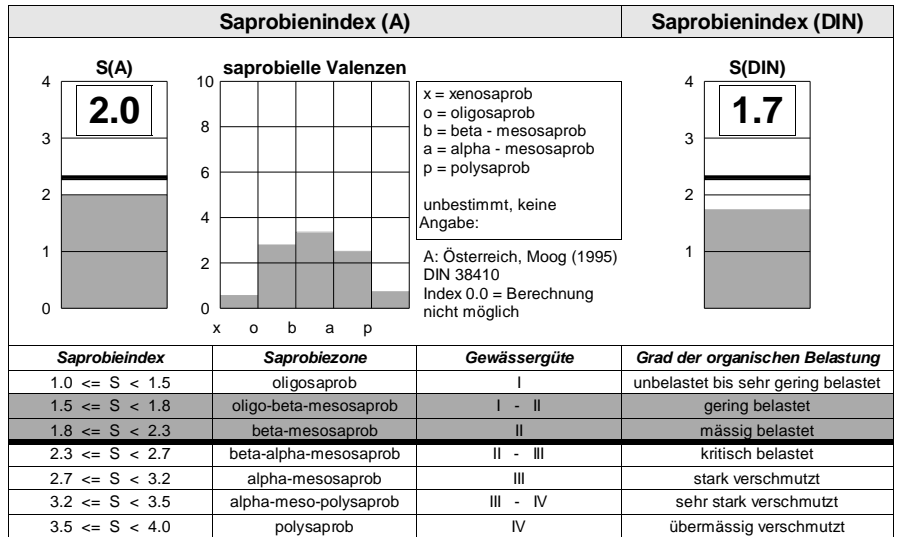 Saprobienindex (A)
Saprobienindex (DIN)
S(A)
4
3
2
1
0
2.0
saprobielle Valenzen
10
8
6
4
2
0
x o b a p
x = xenosaprob
o = oligosaprob
b = beta - mesosaprob
a = alpha - mesosaprob
p = polysaprob
unbestimmt, keine
Angabe:
A: Österreich, Moog (1995)
DIN 38410
Index 0.0 = Berechnung
nicht möglich
S(DIN)
4
3
2
1
1.7
Saprobieindex Saprobiezone Gewässergüte Grad der organischen Belastung
1.0 <= S < 1.5 oligosaprob I unbelastet bis sehr gering belastet
1.5 <= S < 1.8 oligo-beta-mesosaprob I - II gering belastet
1.8 <= S < 2.3 beta-mesosaprob II mässig belastet
2.3 <= S < 2.7 beta-alpha-mesosaprob II - III kritisch belastet
2.7 <= S < 3.2 alpha-mesosaprob III stark verschmutzt
3.2 <= S < 3.5 alpha-meso-polysaprob III - IV sehr stark verschmutzt
3.5 <= S < 4.0 polysaprob IV übermässig verschmutzt